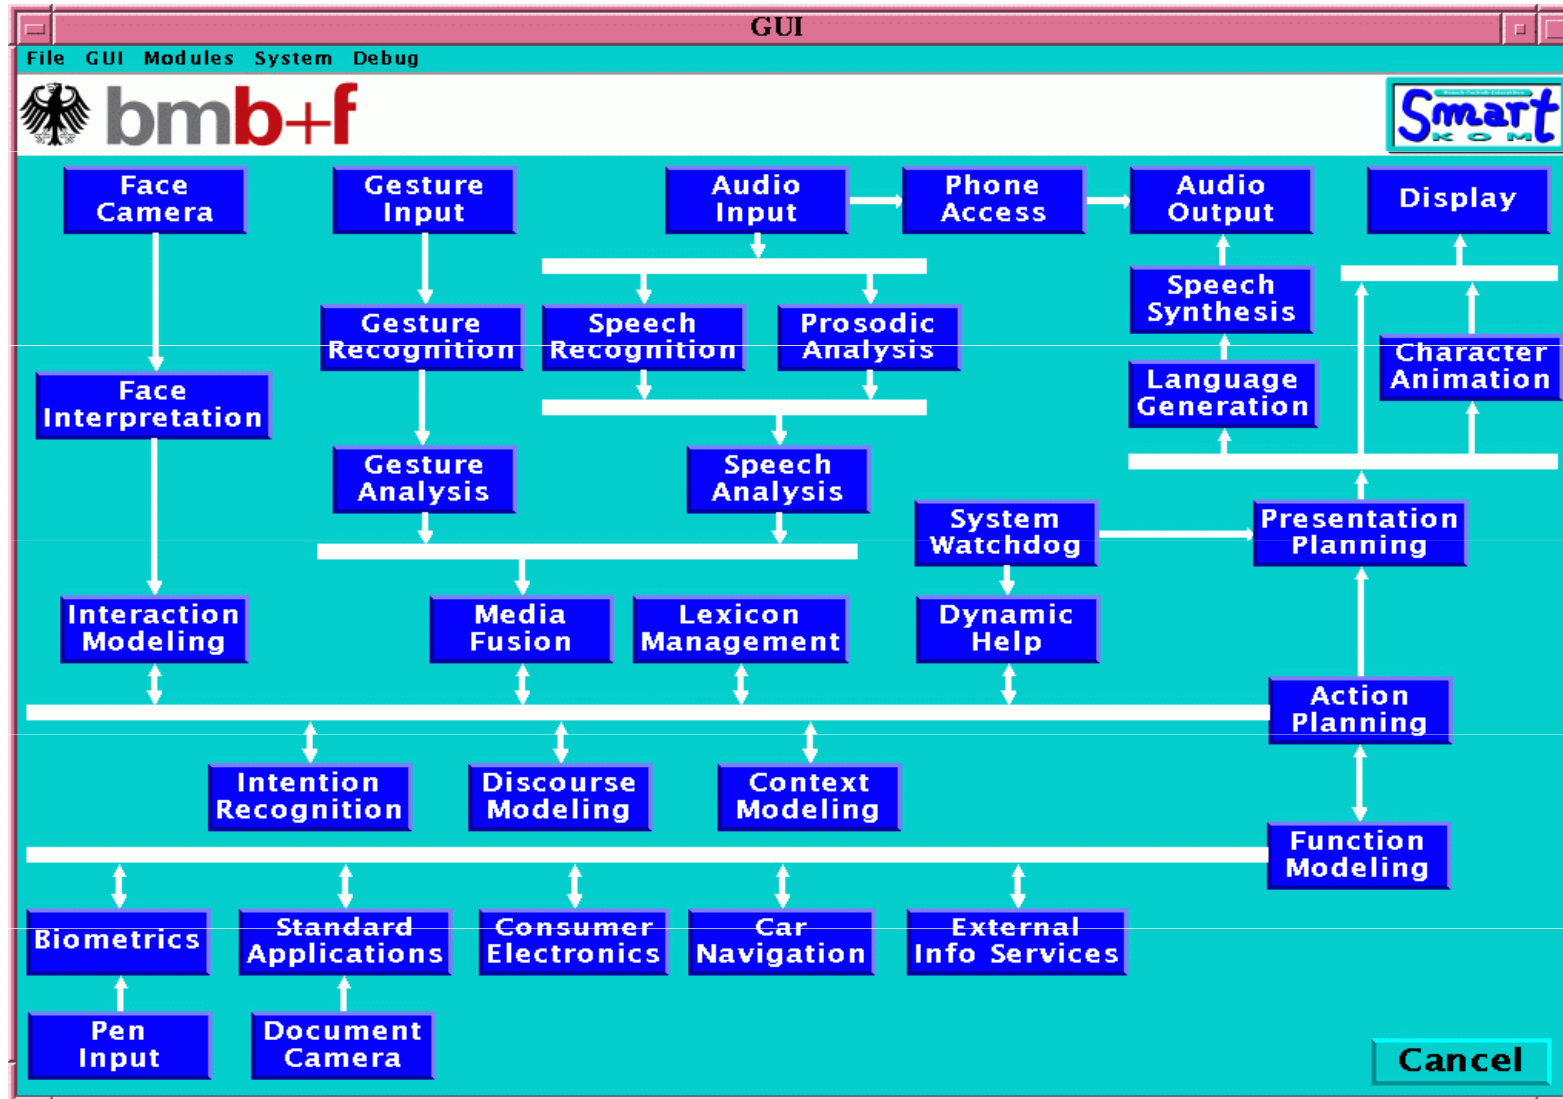 GUI
File GUI Modules System Debug
bmb+f
Smart
KOM
Face
Camera
Gesture
Input
Audio
Input
Phone
Access
Audio
Output
Display
Speech
Synthesis
Gesture
Recognition
Speech
Recognition
Prosodic
Analysis
Character
Animation
Face
Interpretation
Language
Generation
Gesture
Analysis
Speech
Analysis
System
Watchdog
Presentation
Planning
Interaction
Modeling
Media
Fusion
Lexicon
Management
Dynamic
Help
Action
Planning
Intention
Recognition
Discourse
Modeling
Context
Modeling
Function
Modeling
Biometrics
Standard
Applications
Consumer
Electronics
Car
Navigation
External
Info Services
Pen
Input
Document
Camera
Cancel